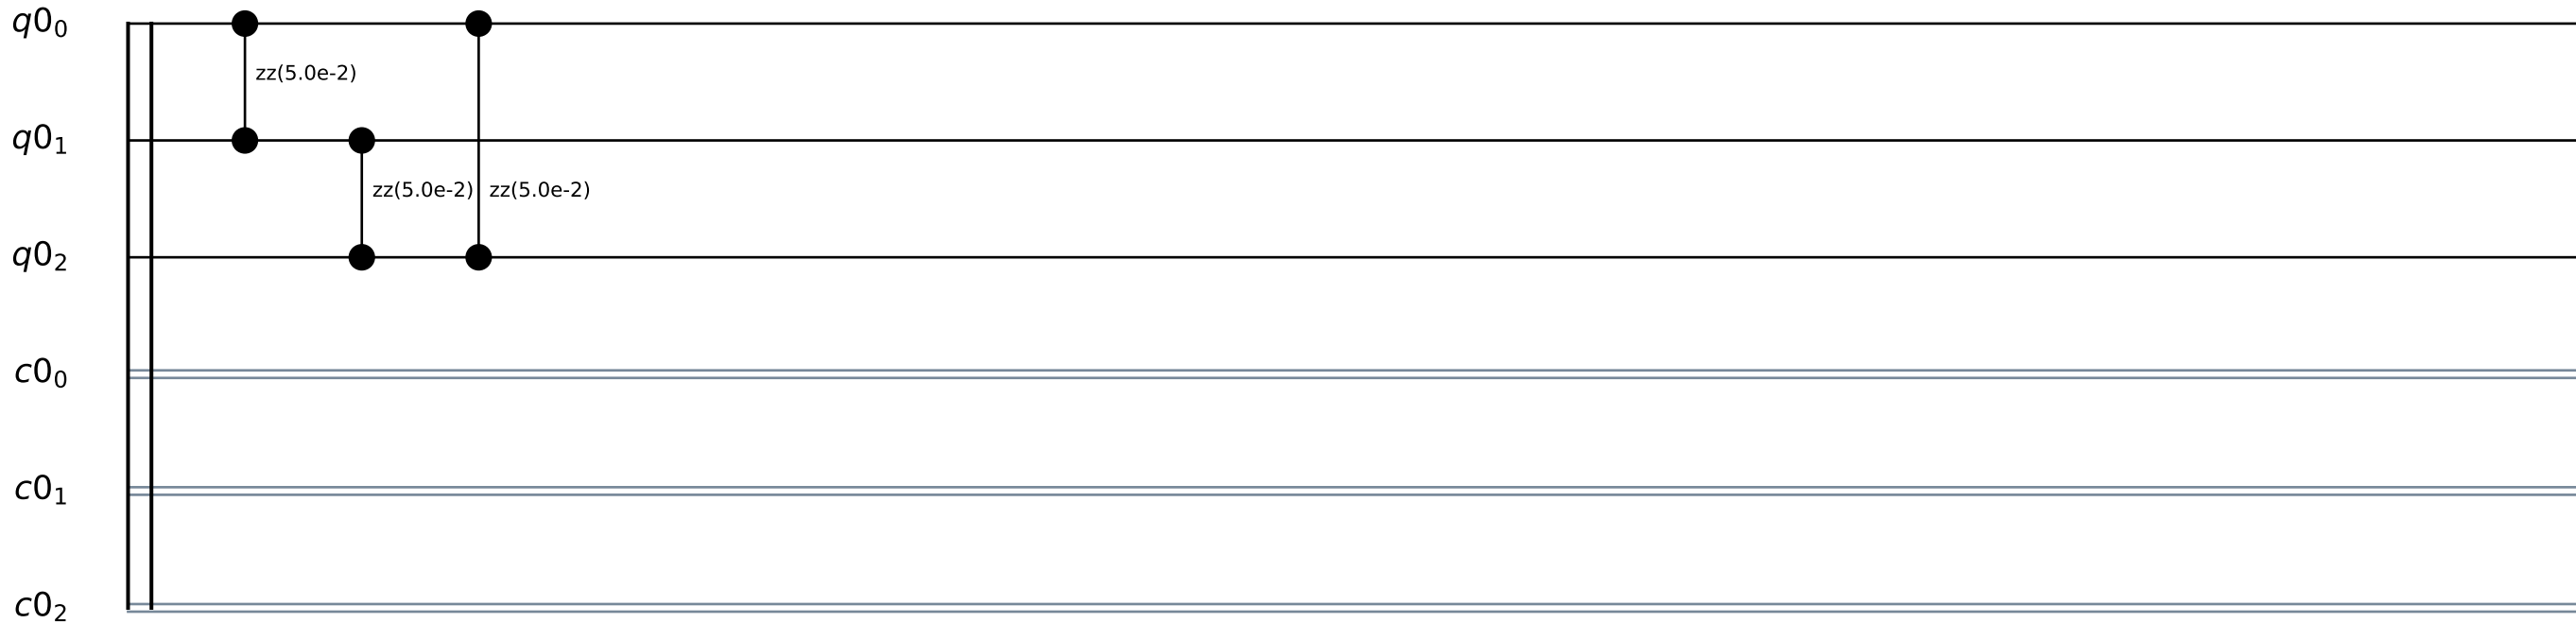 q0₀
zz(5.0e-2)
q0₁
zz(5.0e-2) zz(5.0e-2)
q0₂
c0₀
c0₁
c0₂